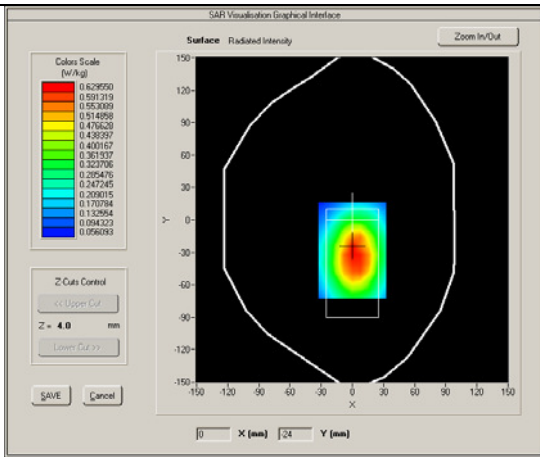 SAR Visualisation Graphical Interface
Surface Radiated Intensity
Zoom In/Out
Colors Scale
(W/kg)
0.629550
0.591319
0.553089
0.514858
0.476628
0.438397
0.400167
0.361937
0.323706
0.285476
0.247245
0.209015
0.170784
0.132554
0.094323
0.056093
Z Cuts Control
<< Upper Cut
Z = 4.0 mm
Lower Cut >>
SAVE Cancel
150
120
90
60
30
0
-30
-60
-90
-120
-150
Y
-150 -120 -90 -60 -30 0 30 60 90 120 150
X
0 X (mm) -24 Y (mm)